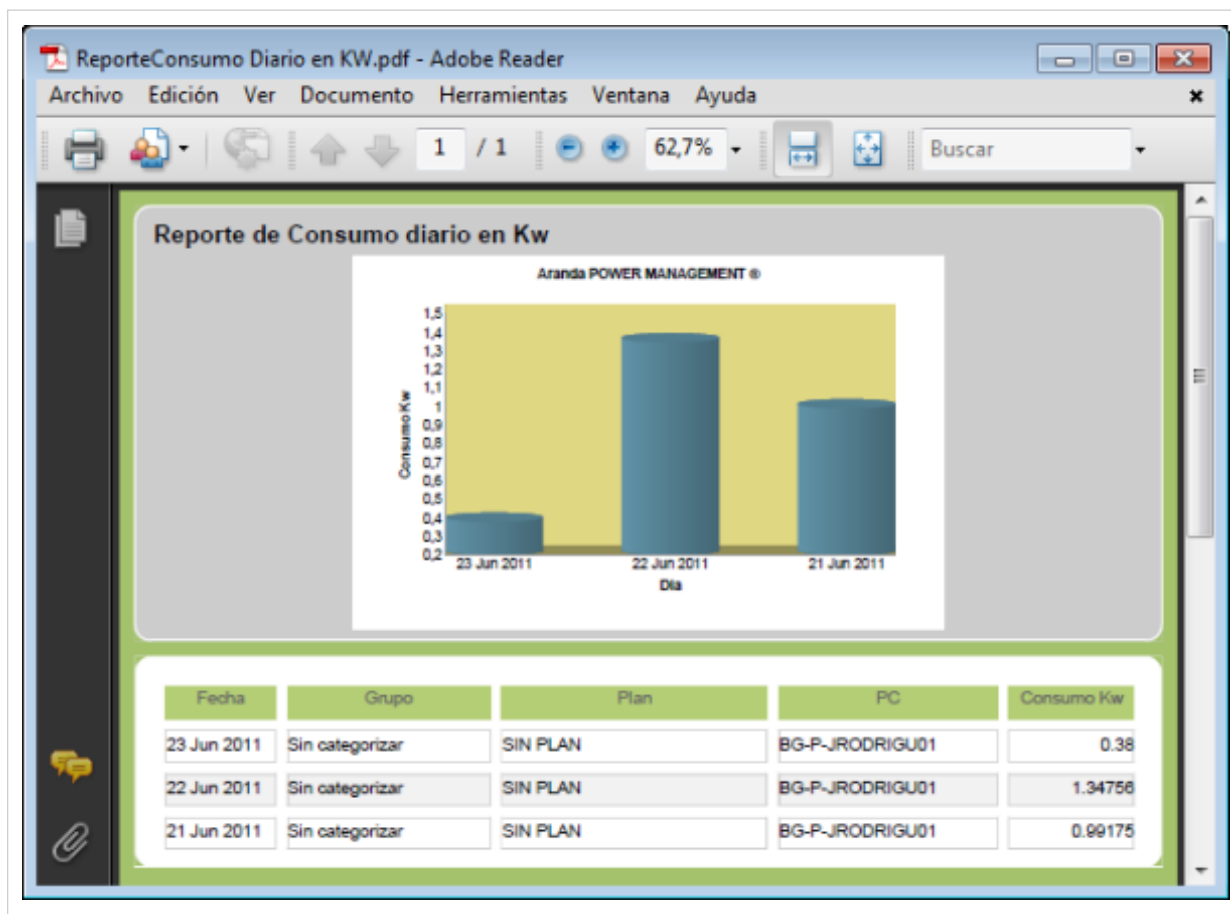 ReporteConsumo Diario en KW.pdf - Adobe Reader
Archivo Edición Ver Documento Herramientas Ventana Ayuda
1 / 1 62,7% Buscar
Reporte de Consumo diario en Kw
Aranda POWER MANAGEMENT ®
Consumo Kw
1,5
1,4
1,3
1,2
1,1
1
0,9
0,8
0,7
0,6
0,5
0,4
0,3
0,2
23 Jun 2011 22 Jun 2011 21 Jun 2011
Dia
Fecha Grupo Plan PC Consumo Kw
23 Jun 2011 Sin categorizar SIN PLAN BG-P-JRODRIGU01 0.38
22 Jun 2011 Sin categorizar SIN PLAN BG-P-JRODRIGU01 1.34756
21 Jun 2011 Sin categorizar SIN PLAN BG-P-JRODRIGU01 0.99175